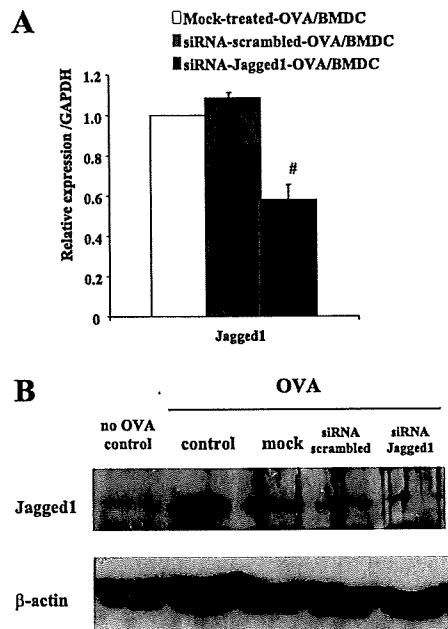 A
Mock-treated-OVA/BMDC
siRNA-scrambled-OVA/BMDC
siRNA-Jagged1-OVA/BMDC
Relative expression /GAPDH
1.2
1.0
0.8
0.6
0.4
0.2
0
#
Jagged1
B
OVA
no OVA
control
control
mock
siRNA
scrambled
siRNA
Jagged1
Jagged1
β-actin